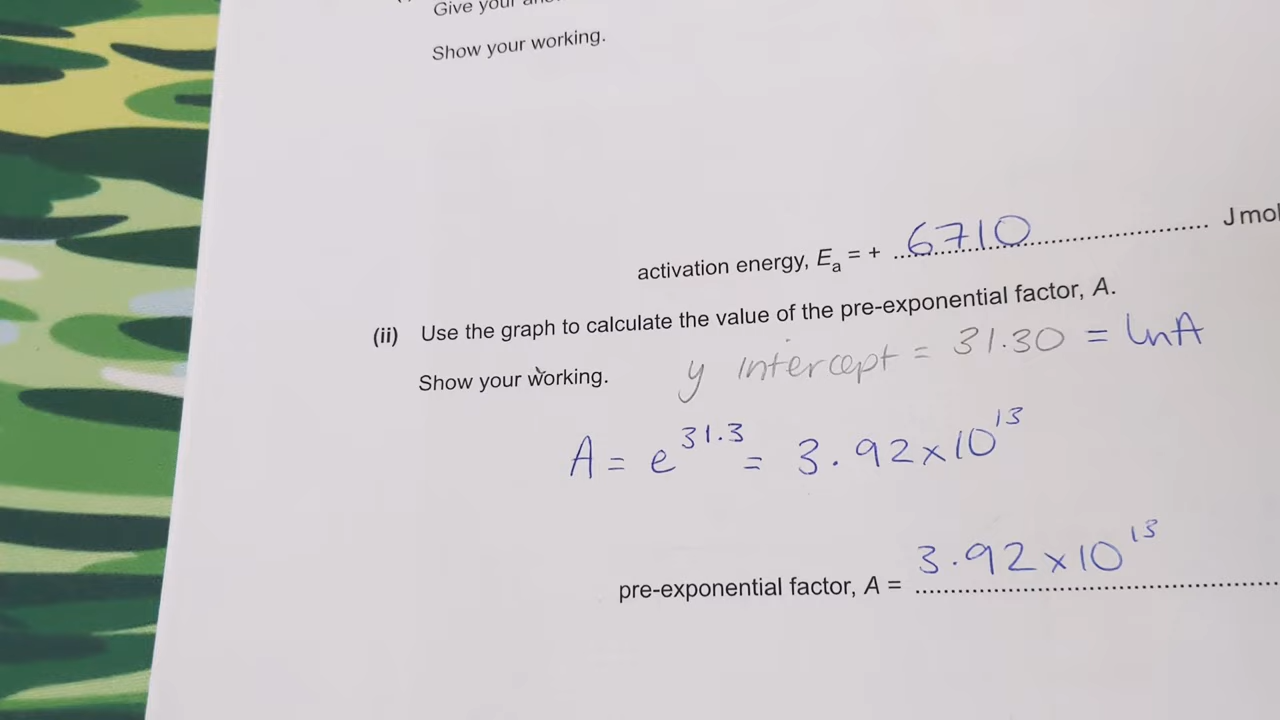 Give your
Show your working.
activation energy, Ea = + 6710 J mol
(ii) Use the graph to calculate the value of the pre-exponential factor, A.
Show your working. y intercept = 31.30 = lnA
A = e^31.3 = 3.92 x 10^13
pre-exponential factor, A = 3.92 x 10^13